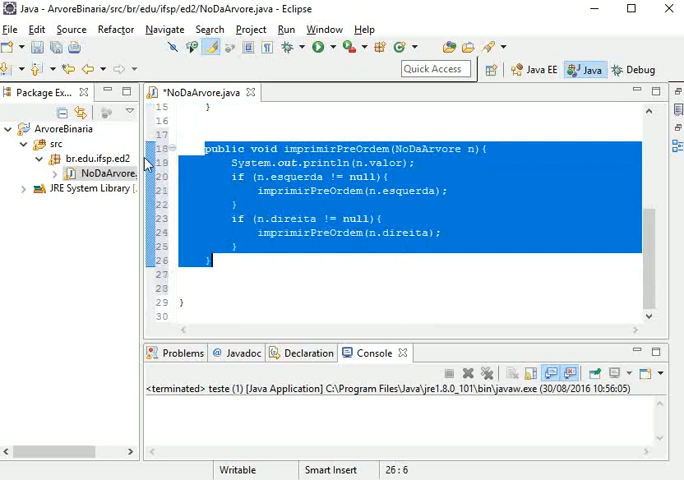 Java - ArvoreBinaria/src/br/edu/ifsp/ed2/NoDaArvore.java - Eclipse
File Edit Source Refactor Navigate Search Project Run Window Help
Quick Access Java EE Java Debug
Package Ex...
*NoDaArvore.java
ArvoreBinaria
src
br.edu.ifsp.ed2
NoDaArvore.
JRE System Library [
15 }
16
17
18 public void imprimirPreOrdem(NoDaArvore n){
19 System.out.println(n.valor);
20 if (n.esquerda != null){
21 imprimirPreOrdem(n.esquerda);
22 }
23 if (n.direita != null){
24 imprimirPreOrdem(n.direita);
25 }
26 }
27
28
29 }
30
Problems @ Javadoc Declaration Console
<terminated> teste (1) [Java Application] C:\Program Files\Java\jre1.8.0_101\bin\javaw.exe (30/08/2016 10:56:05)
Writable Smart Insert 26:6